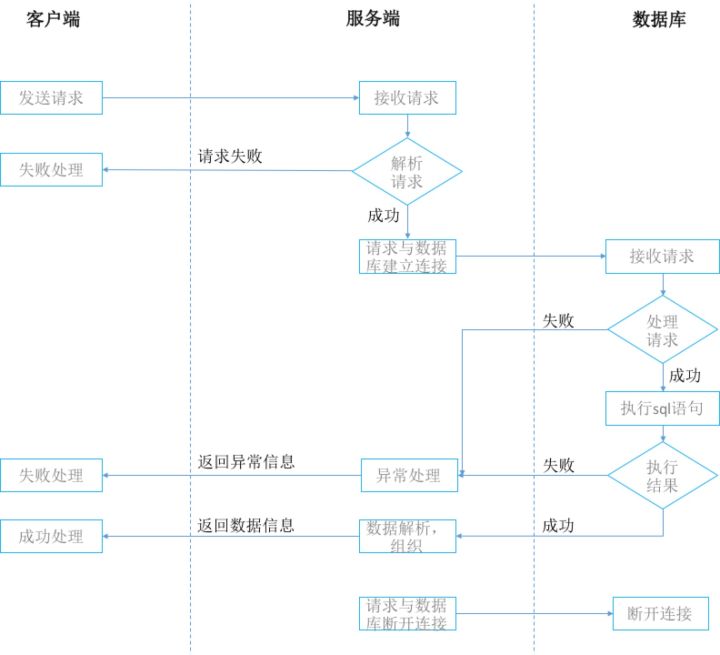 客户端
服务端
数据库
发送请求
接收请求
请求失败
失败处理
解析
请求
成功
请求与数据
库建立连接
接收请求
失败
处理
请求
成功
执行sql语句
返回异常信息
失败
失败处理
异常处理
执行
结果
返回数据信息
成功
成功处理
数据解析，
组织
请求与数据
库断开连接
断开连接